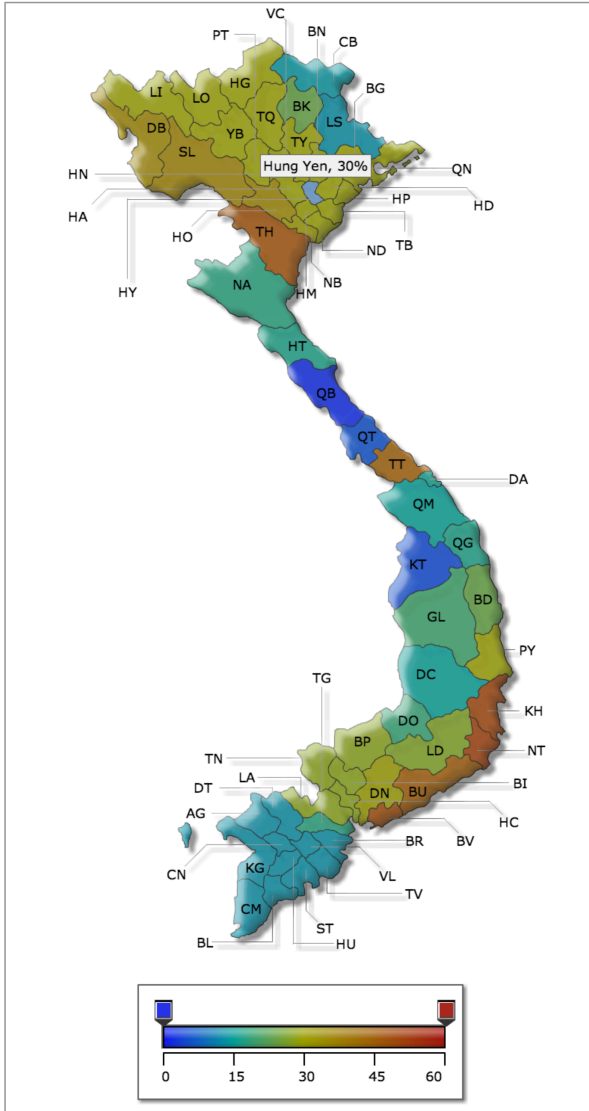 VC
BN
PT
CB
HG
BG
LI
LO
BK
TQ
LS
DB
YB
TY
SL
Hung Yen, 30%
HN
QN
HP
HD
HA
HO
TH
TB
ND
HY
NA
HM
NB
HT
QB
QT
TT
DA
QM
QG
KT
BD
GL
PY
DC
TG
KH
DO
BP
LD
NT
TN
LA
DT
DN
BU
BI
AG
HC
BR
BV
CN
KG
VL
TV
CM
ST
BL
HU
0
15
30
45
60